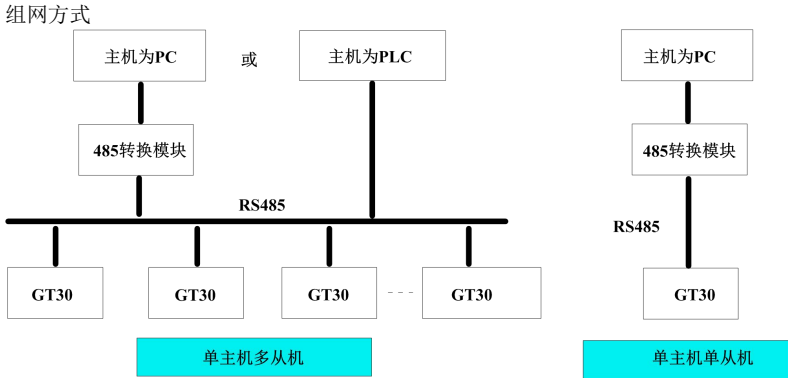 组网方式
主机为PC 或 主机为PLC
485转换模块
RS485
GT30 GT30 GT30 --- GT30
单主机多从机
主机为PC
485转换模块
RS485
GT30
单主机单从机